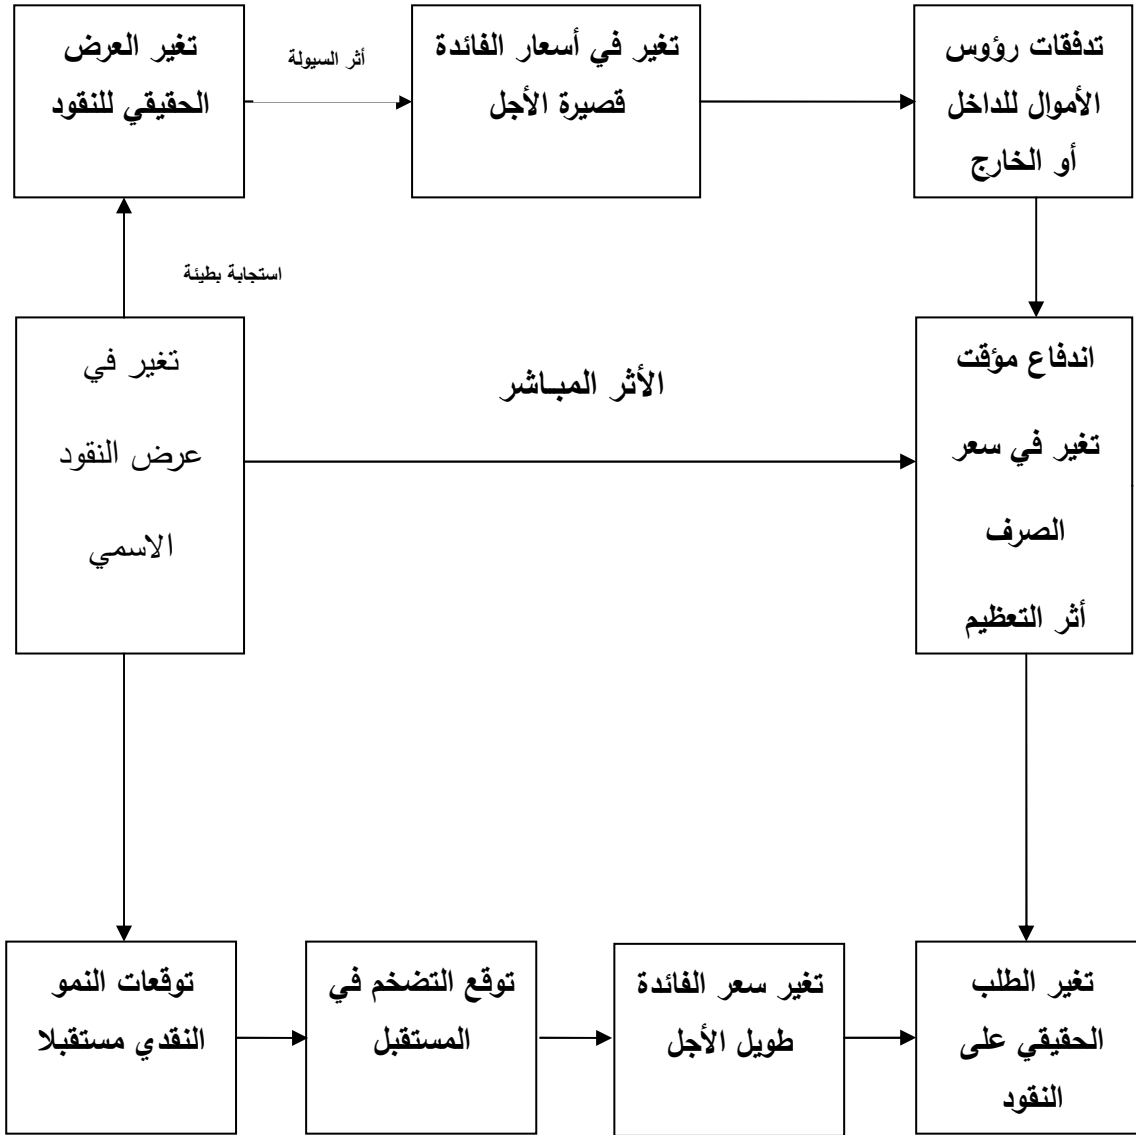 تغير العرض
الحقيقي للنقود
أثر السيولة
تغير في أسعار الفائدة
قصيرة الأجل
تدفقات رؤوس
الأموال للداخل
أو الخارج
استجابة بطيئة
تغير في
عرض النقود
الاسمي
الأثر المباشر
اندفاع مؤقت
تغير في سعر
الصرف
أثر التعظيم
توقعات النمو
النقدي مستقبلا
توقع التضخم في
المستقبل
تغير سعر الفائدة
طويل الأجل
تغير الطلب
الحقيقي على
النقود